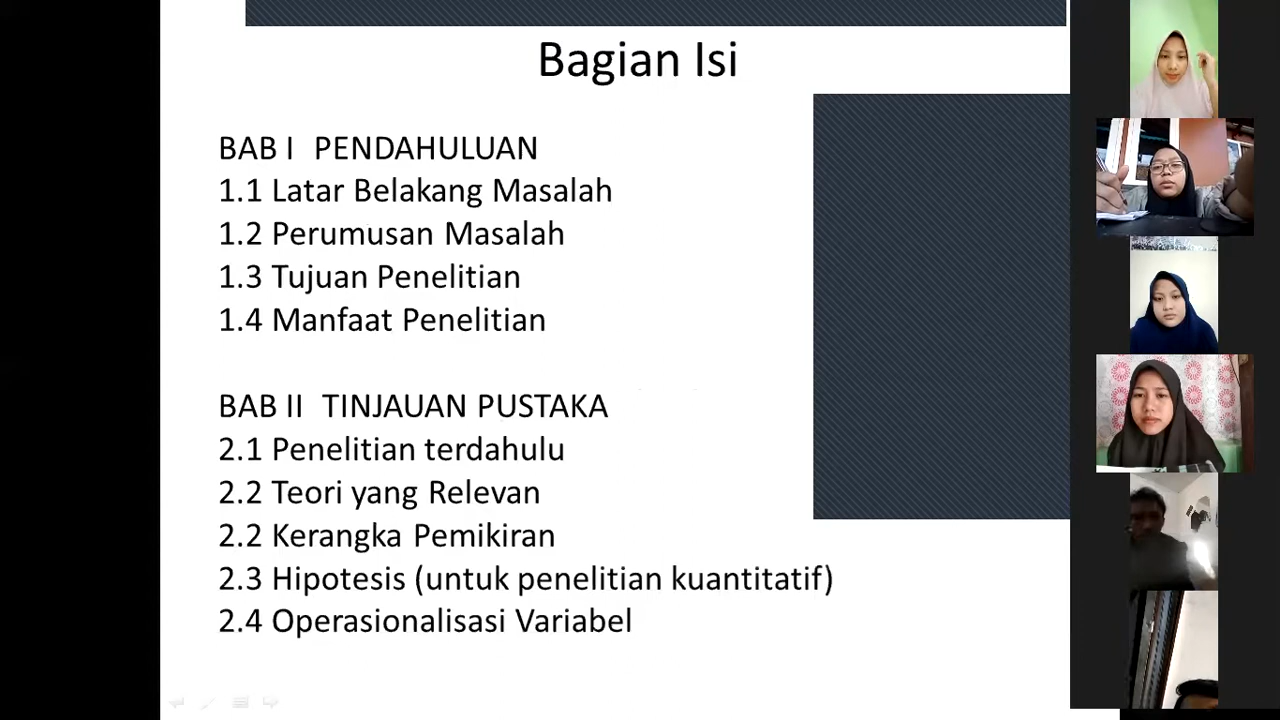 Bagian Isi
BAB I PENDAHULUAN
1.1 Latar Belakang Masalah
1.2 Perumusan Masalah
1.3 Tujuan Penelitian
1.4 Manfaat Penelitian
BAB II TINJAUAN PUSTAKA
2.1 Penelitian terdahulu
2.2 Teori yang Relevan
2.2 Kerangka Pemikiran
2.3 Hipotesis (untuk penelitian kuantitatif)
2.4 Operasionalisasi Variabel